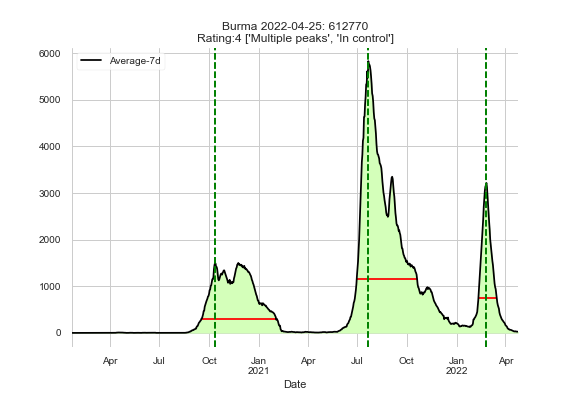 Burma 2022-04-25: 612770
Rating:4 ['Multiple peaks', 'In control']
Average-7d
6000
5000
4000
3000
2000
1000
0
Apr Jul Oct Jan Apr Jul Oct Jan Apr
2021 2022
Date